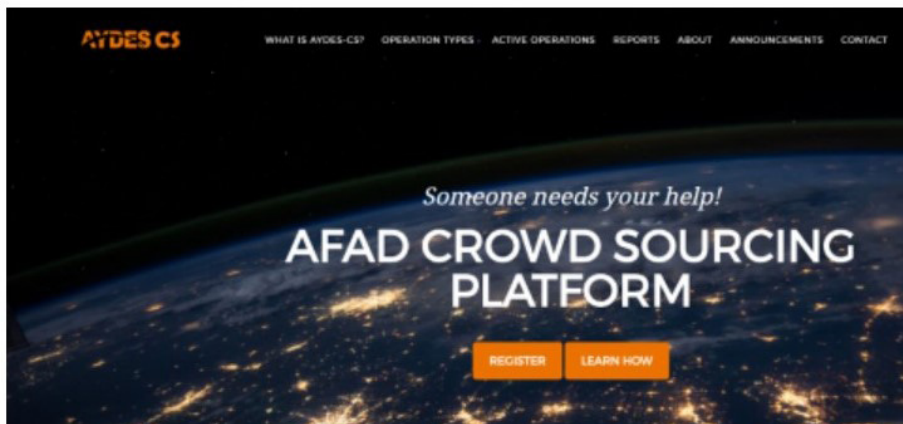 AYDES CS
WHAT IS AYDES-CS? OPERATION TYPES ACTIVE OPERATIONS REPORTS ABOUT ANNOUNCEMENTS CONTACT
Someone needs your help!
AFAD CROWD SOURCING
PLATFORM
REGISTER LEARN HOW